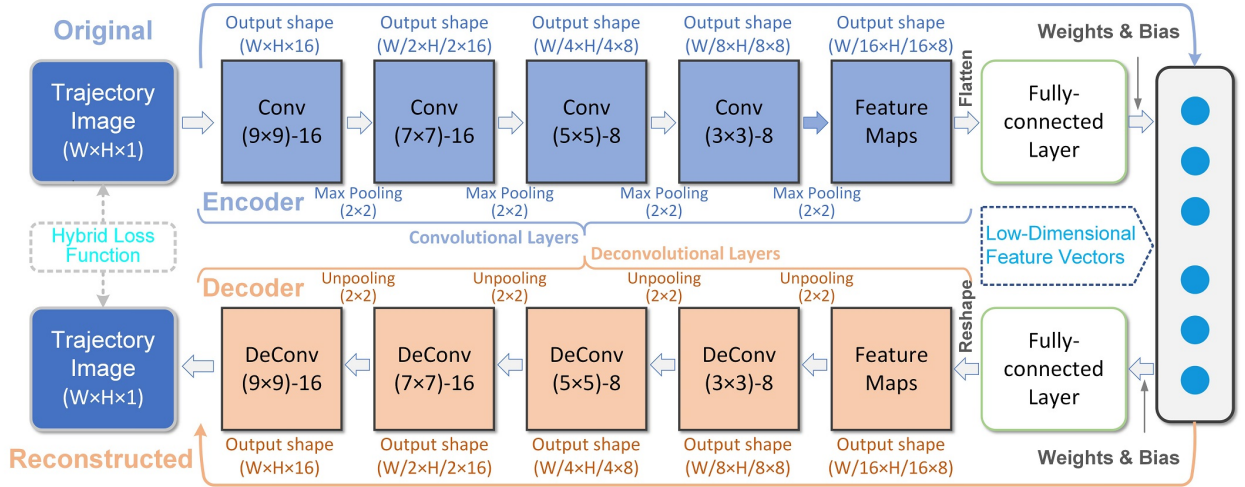 Original
Output shape
(W×H×16)
Output shape
(W/2×H/2×16)
Output shape
(W/4×H/4×8)
Output shape
(W/8×H/8×8)
Output shape
(W/16×H/16×8)
Weights & Bias
Trajectory
Image
(W×H×1)
Conv
(9×9)-16
Conv
(7×7)-16
Conv
(5×5)-8
Conv
(3×3)-8
Feature
Maps
Flatten
Fully-
connected
Layer
Encoder
Max Pooling
(2×2)
Max Pooling
(2×2)
Max Pooling
(2×2)
Max Pooling
(2×2)
Convolutional Layers
Hybrid Loss
Function
Low-Dimensional
Feature Vectors
Deconvolutional Layers
Decoder
Unpooling
(2×2)
Unpooling
(2×2)
Unpooling
(2×2)
Unpooling
(2×2)
Trajectory
Image
(W×H×1)
DeConv
(9×9)-16
DeConv
(7×7)-16
DeConv
(5×5)-8
DeConv
(3×3)-8
Feature
Maps
Reshape
Fully-
connected
Layer
Reconstructed
Output shape
(W×H×16)
Output shape
(W/2×H/2×16)
Output shape
(W/4×H/4×8)
Output shape
(W/8×H/8×8)
Output shape
(W/16×H/16×8)
Weights & Bias